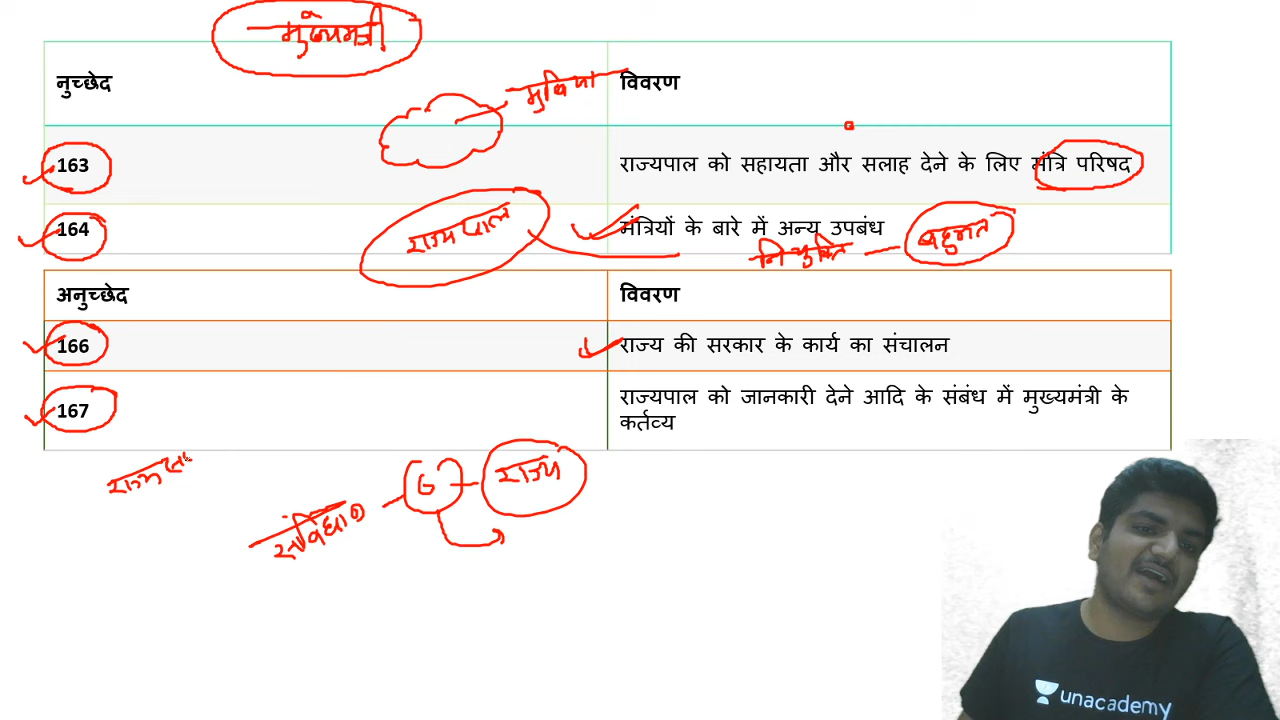 मुख्यमंत्री
नुच्छेद
मुखिया
विवरण
163
राज्यपाल को सहायता और सलाह देने के लिए मंत्रि परिषद
164
राज्यपाल
मंत्रियों के बारे में अन्य उपबंध
नियुक्ति
बहुमत
अनुच्छेद
विवरण
166
राज्य की सरकार के कार्य का संचालन
167
राज्यपाल को जानकारी देने आदि के संबंध में मुख्यमंत्री के
कर्तव्य
6
राज्य
unacademy